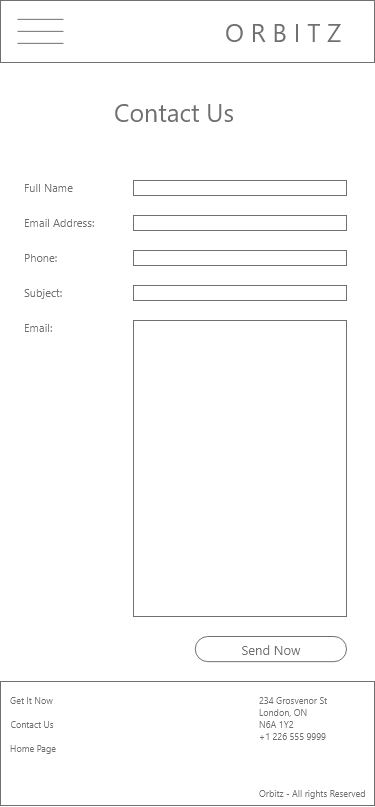 ORBITZ
Contact Us
Full Name
Email Address:
Phone:
Subject:
Email:
Send Now
Get It Now
Contact Us
Home Page
234 Grosvenor St
London, ON
N6A 1Y2
+1 226 555 9999
Orbitz - All rights Reserved